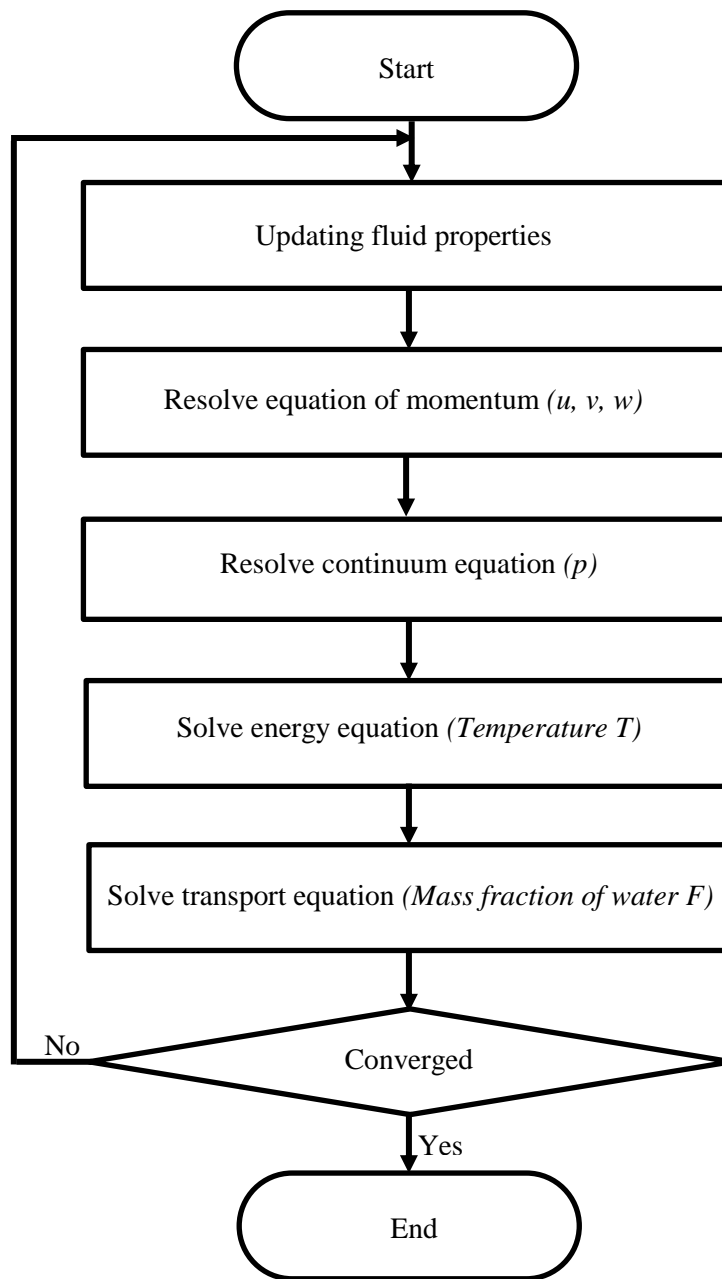 Start
Updating fluid properties
Resolve equation of momentum (u, v, w)
Resolve continuum equation (p)
Solve energy equation (Temperature T)
Solve transport equation (Mass fraction of water F)
No
Converged
Yes
End